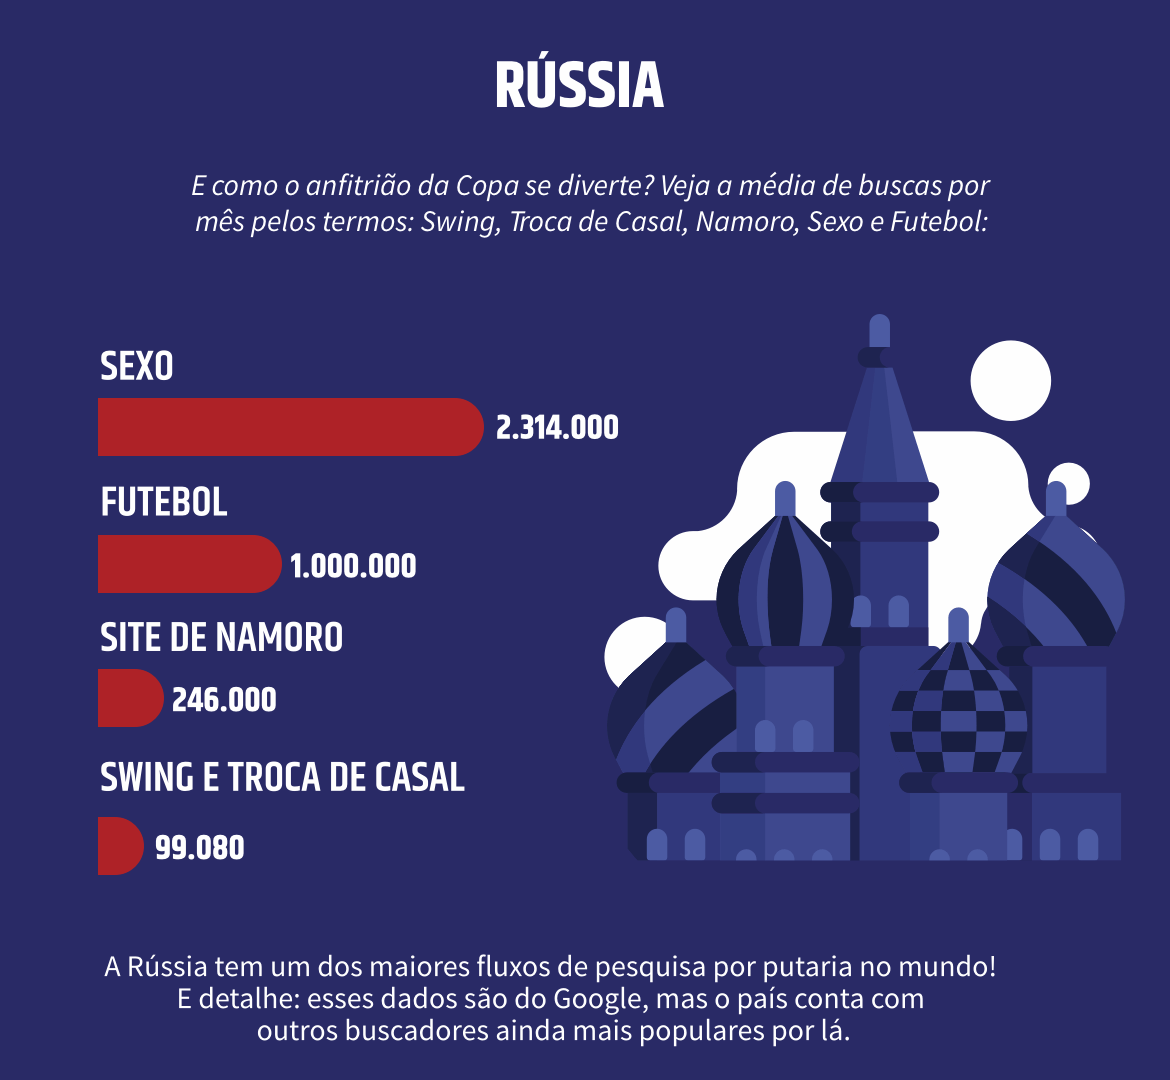 RÚSSIA
E como o anfitrião da Copa se diverte? Veja a média de buscas por
mês pelos termos: Swing, Troca de Casal, Namoro, Sexo e Futebol:
SEXO
2.314.000
FUTEBOL
1.000.000
SITE DE NAMORO
246.000
SWING E TROCA DE CASAL
99.080
A Rússia tem um dos maiores fluxos de pesquisa por putaria no mundo!
E detalhe: esses dados são do Google, mas o país conta com
outros buscadores ainda mais populares por lá.